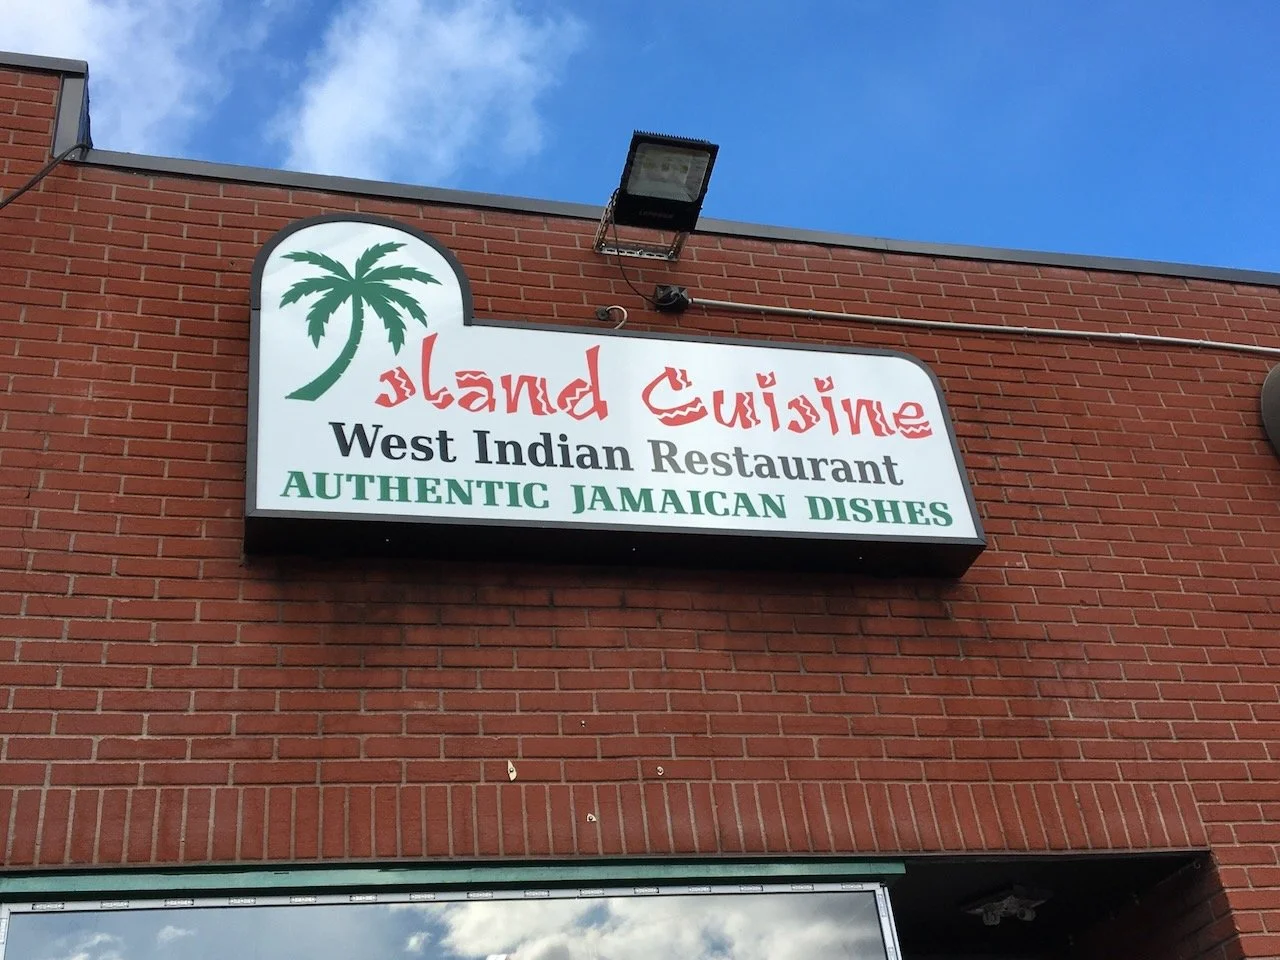 Island Cuisine
West Indian Restaurant
AUTHENTIC JAMAICAN DISHES